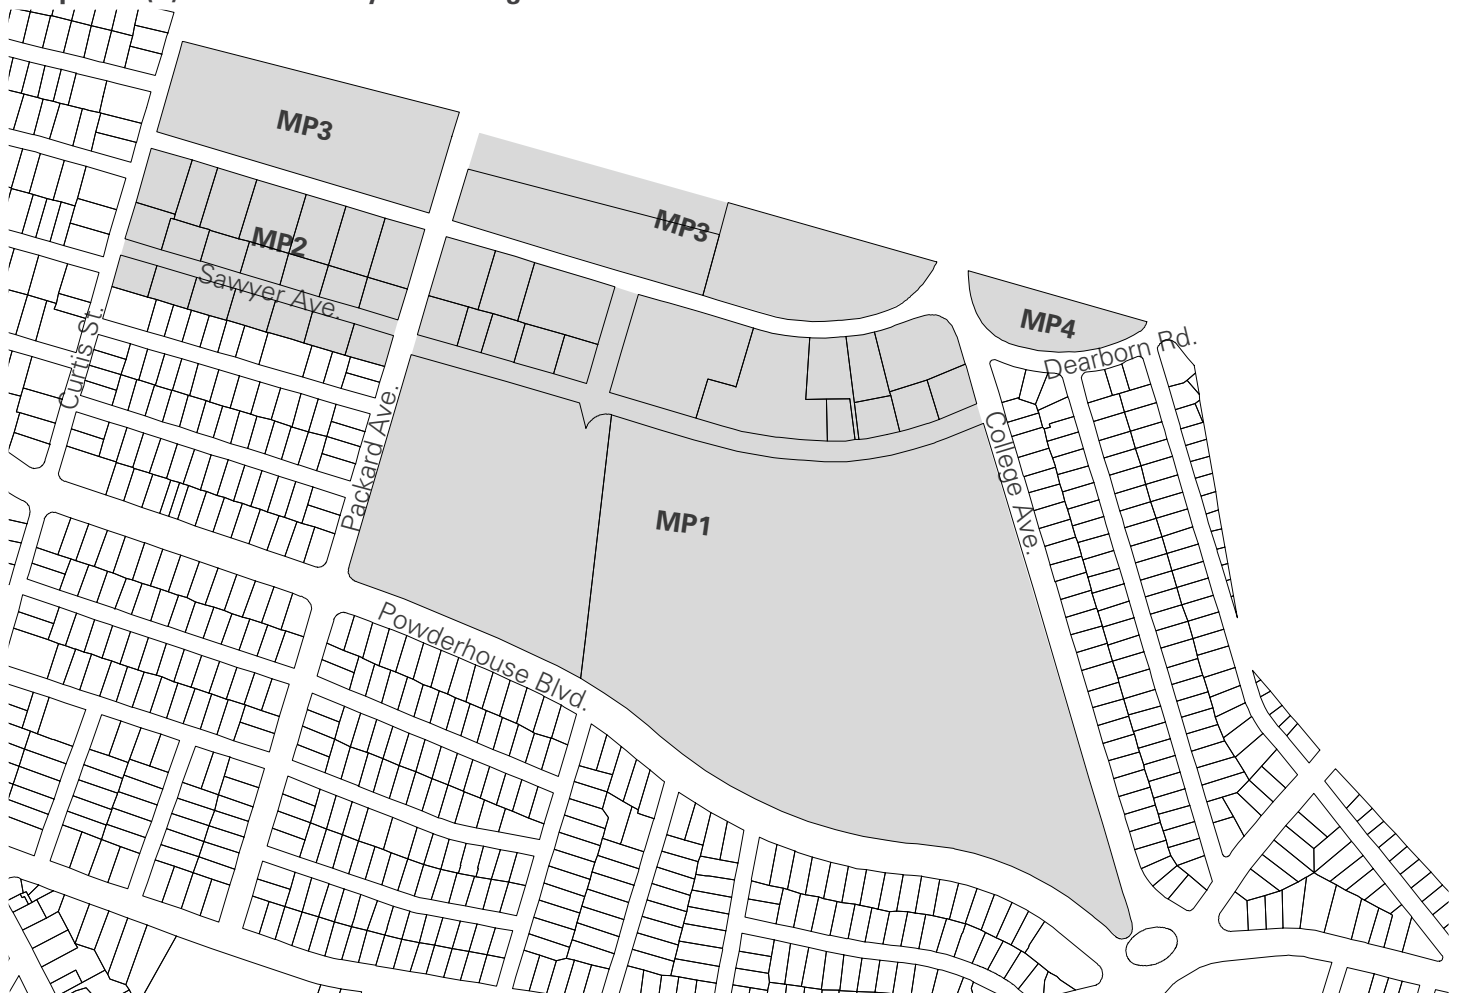 MP3
MP3
MP2
Sawyer Ave.
MP4
Dearborn Rd.
Curtis St.
Packard Ave.
College Ave.
MP1
Powderhouse Blvd.